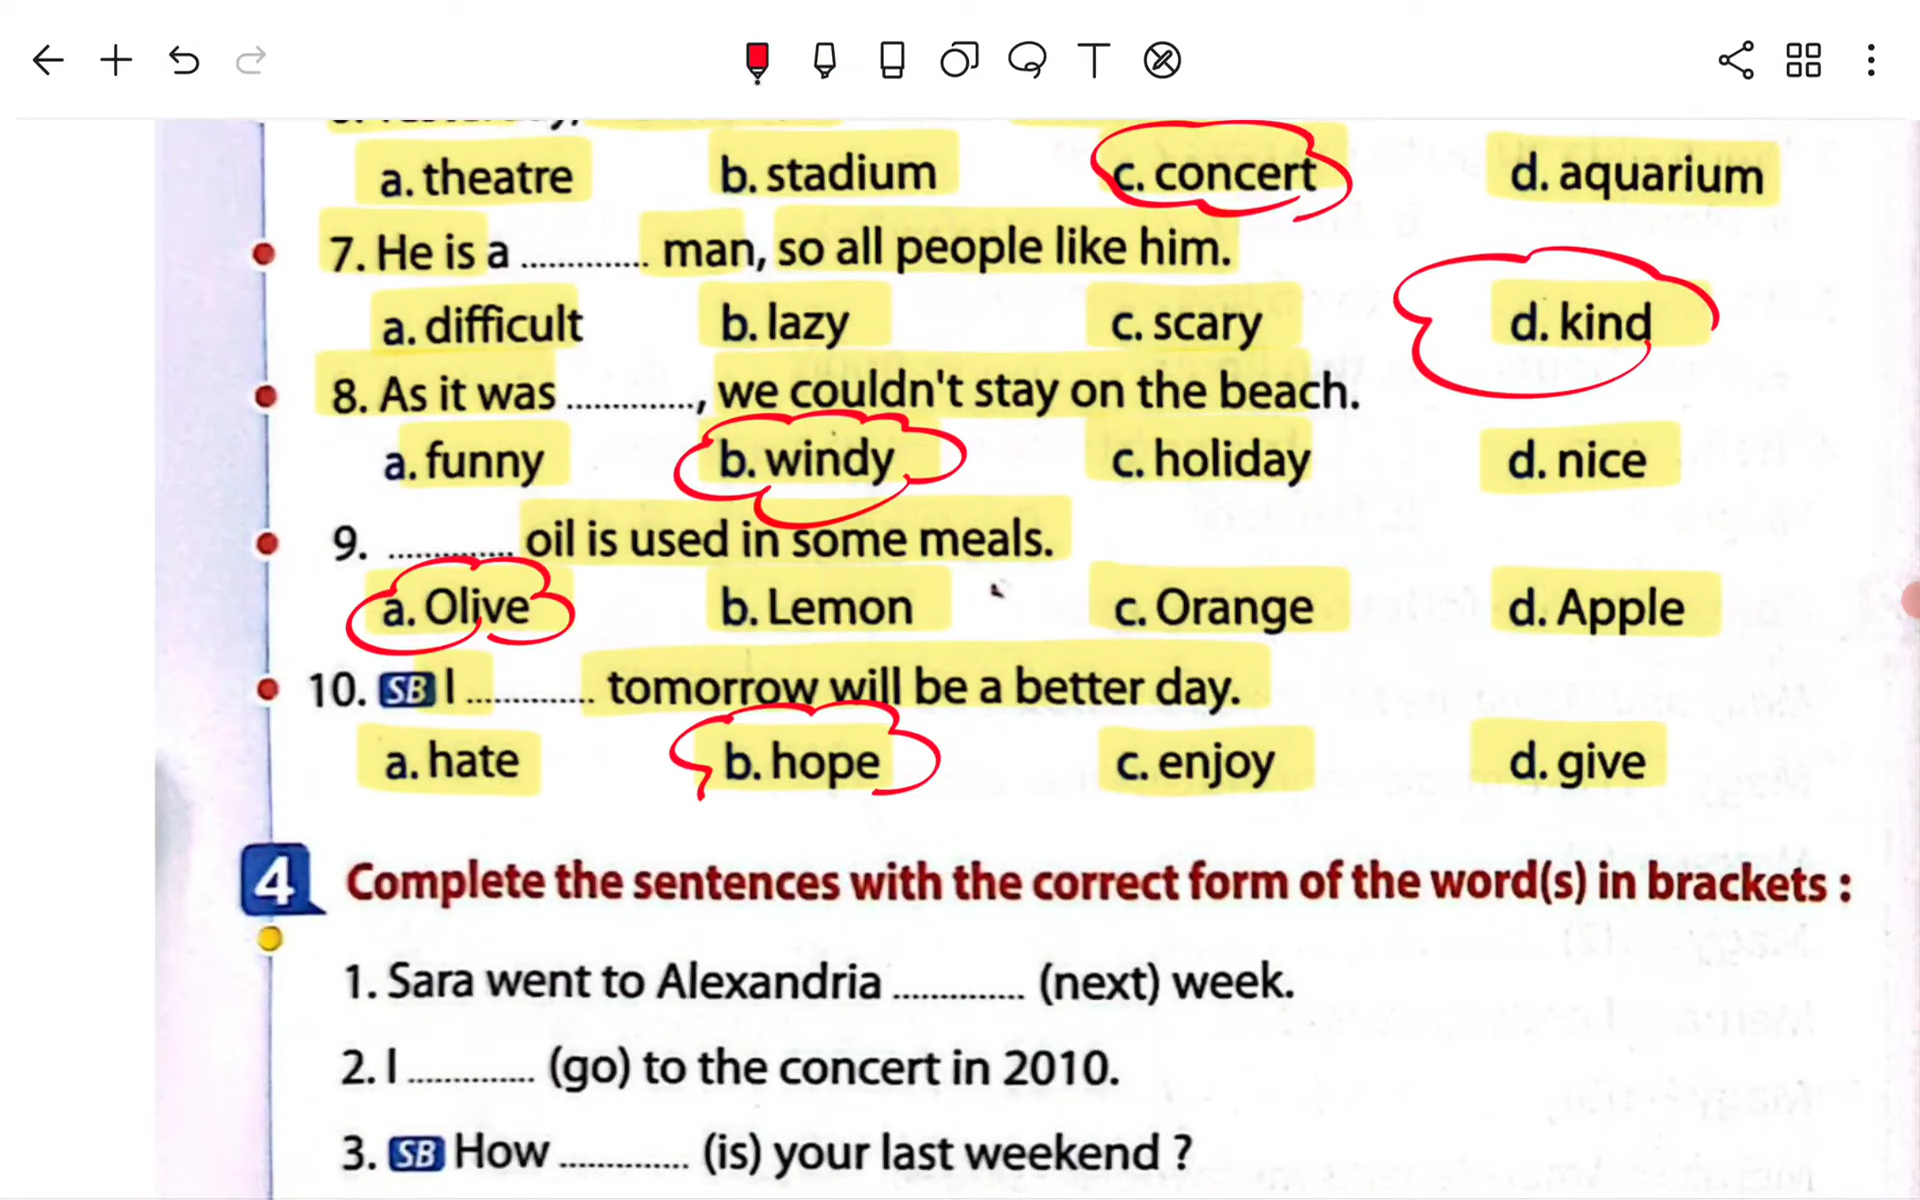 a. theatre b. stadium c. concert d. aquarium
7. He is a ............ man, so all people like him.
a. difficult b. lazy c. scary d. kind
8. As it was ............, we couldn't stay on the beach.
a. funny b. windy c. holiday d. nice
9. ............ oil is used in some meals.
a. Olive b. Lemon c. Orange d. Apple
10. SB I ............ tomorrow will be a better day.
a. hate b. hope c. enjoy d. give
4 Complete the sentences with the correct form of the word(s) in brackets :
1. Sara went to Alexandria ............ (next) week.
2. I ............ (go) to the concert in 2010.
3. SB How ............ (is) your last weekend ?